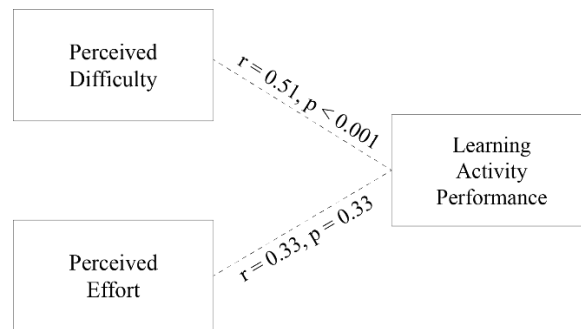 Perceived
Difficulty
r = 0.51, p < 0.001
Learning
Activity
Performance
r = 0.33, p = 0.33
Perceived
Effort